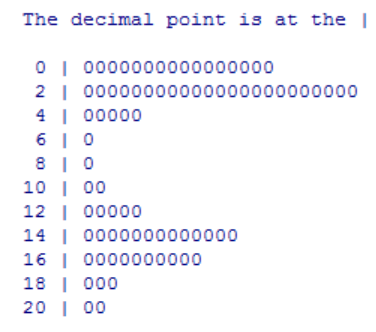 The decimal point is at the |
0 | 0000000000000000
2 | 00000000000000000000000
4 | 00000
6 | 0
8 | 0
10 | 00
12 | 00000
14 | 0000000000000
16 | 0000000000
18 | 000
20 | 00